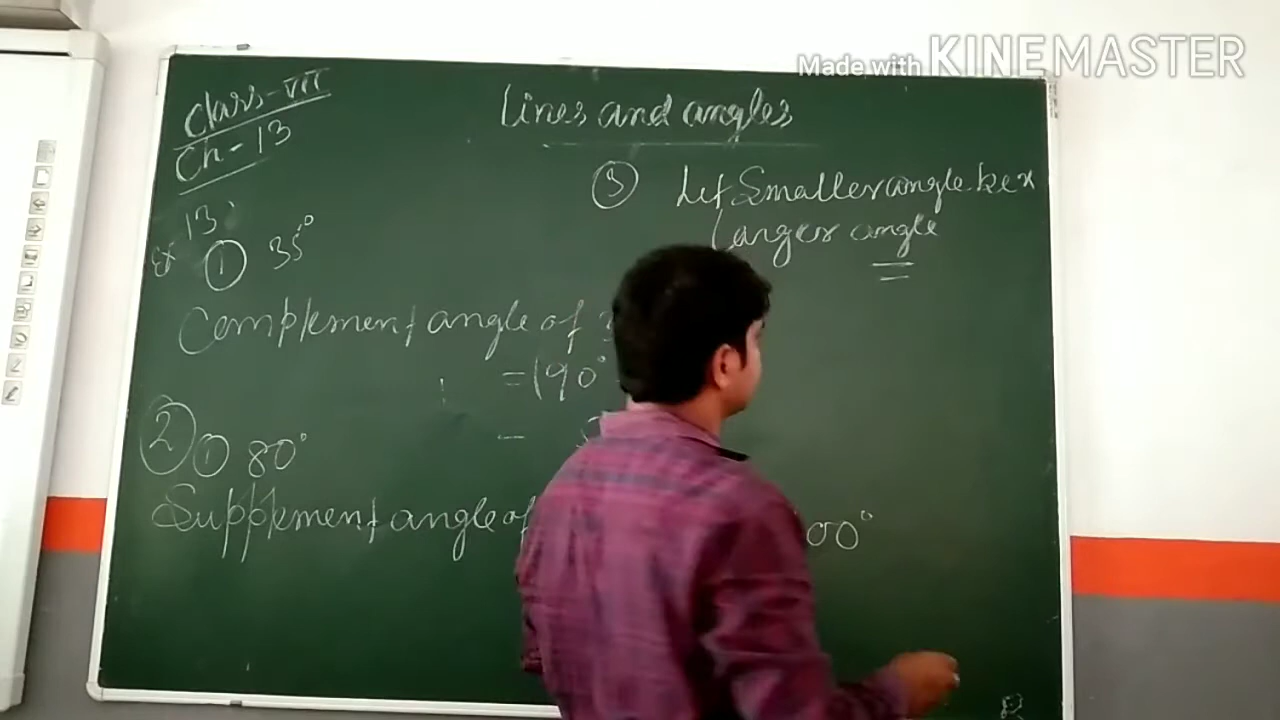 Made with KINEMASTER
Class-VII
Ch-13
Lines and angles
Ex 13
① 35°
Complement angle of
=(90°
-
② ① 80°
Supplement angle of
00°
③ Let Smaller angle be x
larger angle